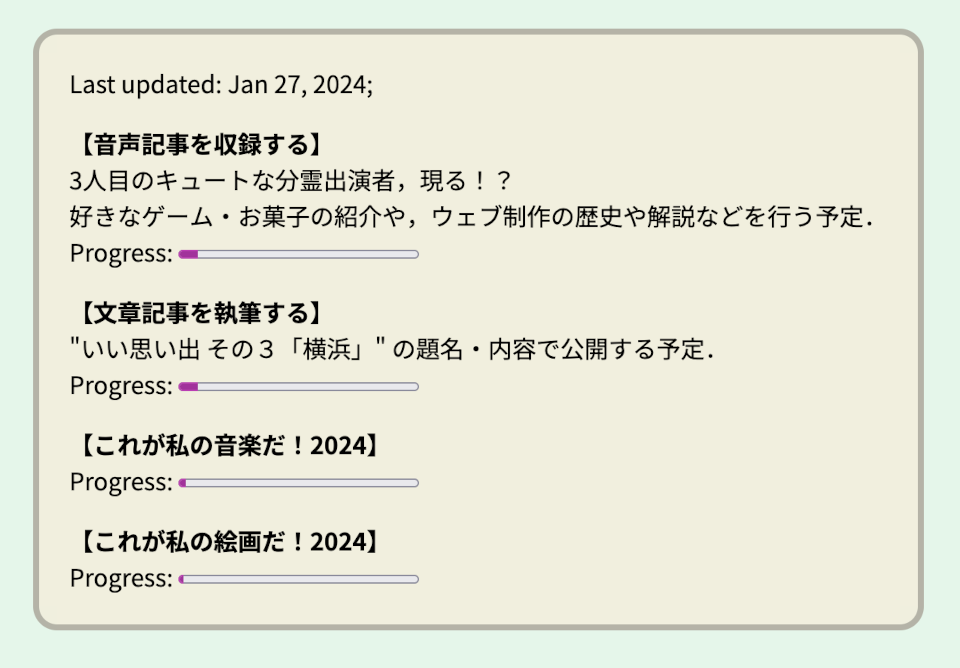 Last updated: Jan 27, 2024;
【音声記事を収録する】
3人目のキュートな分霊出演者，現る！？
好きなゲーム・お菓子の紹介や，ウェブ制作の歴史や解説などを行う予定．
Progress:
【文章記事を執筆する】
"いい思い出 その３「横浜」" の題名・内容で公開する予定．
Progress:
【これが私の音楽だ！2024】
Progress:
【これが私の絵画だ！2024】
Progress: